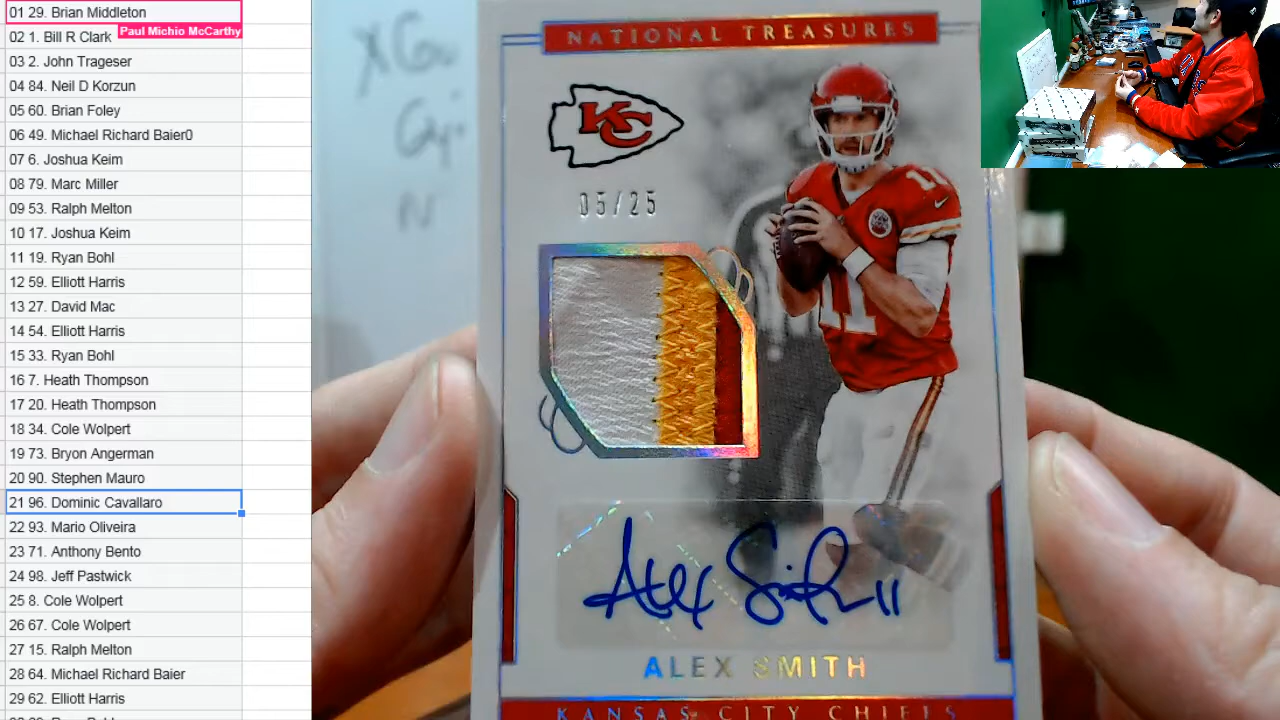 01 29. Brian Middleton
Paul Michio McCarthy
02 1. Bill R Clark
03 2. John Trageser
04 84. Neil D Korzun
05 60. Brian Foley
06 49. Michael Richard Baier0
07 6. Joshua Keim
08 79. Marc Miller
09 53. Ralph Melton
10 17. Joshua Keim
11 19. Ryan Bohl
12 59. Elliott Harris
13 27. David Mac
14 54. Elliott Harris
15 33. Ryan Bohl
16 7. Heath Thompson
17 20. Heath Thompson
18 34. Cole Wolpert
19 73. Bryon Angerman
20 90. Stephen Mauro
21 96. Dominic Cavallaro
22 93. Mario Oliveira
23 71. Anthony Bento
24 98. Jeff Pastwick
25 8. Cole Wolpert
26 67. Cole Wolpert
27 15. Ralph Melton
28 64. Michael Richard Baier
29 62. Elliott Harris
NATIONAL TREASURES
KC
05/25
11
11
Alex Smith 11
ALEX SMITH
KANSAS CITY CHIEFS